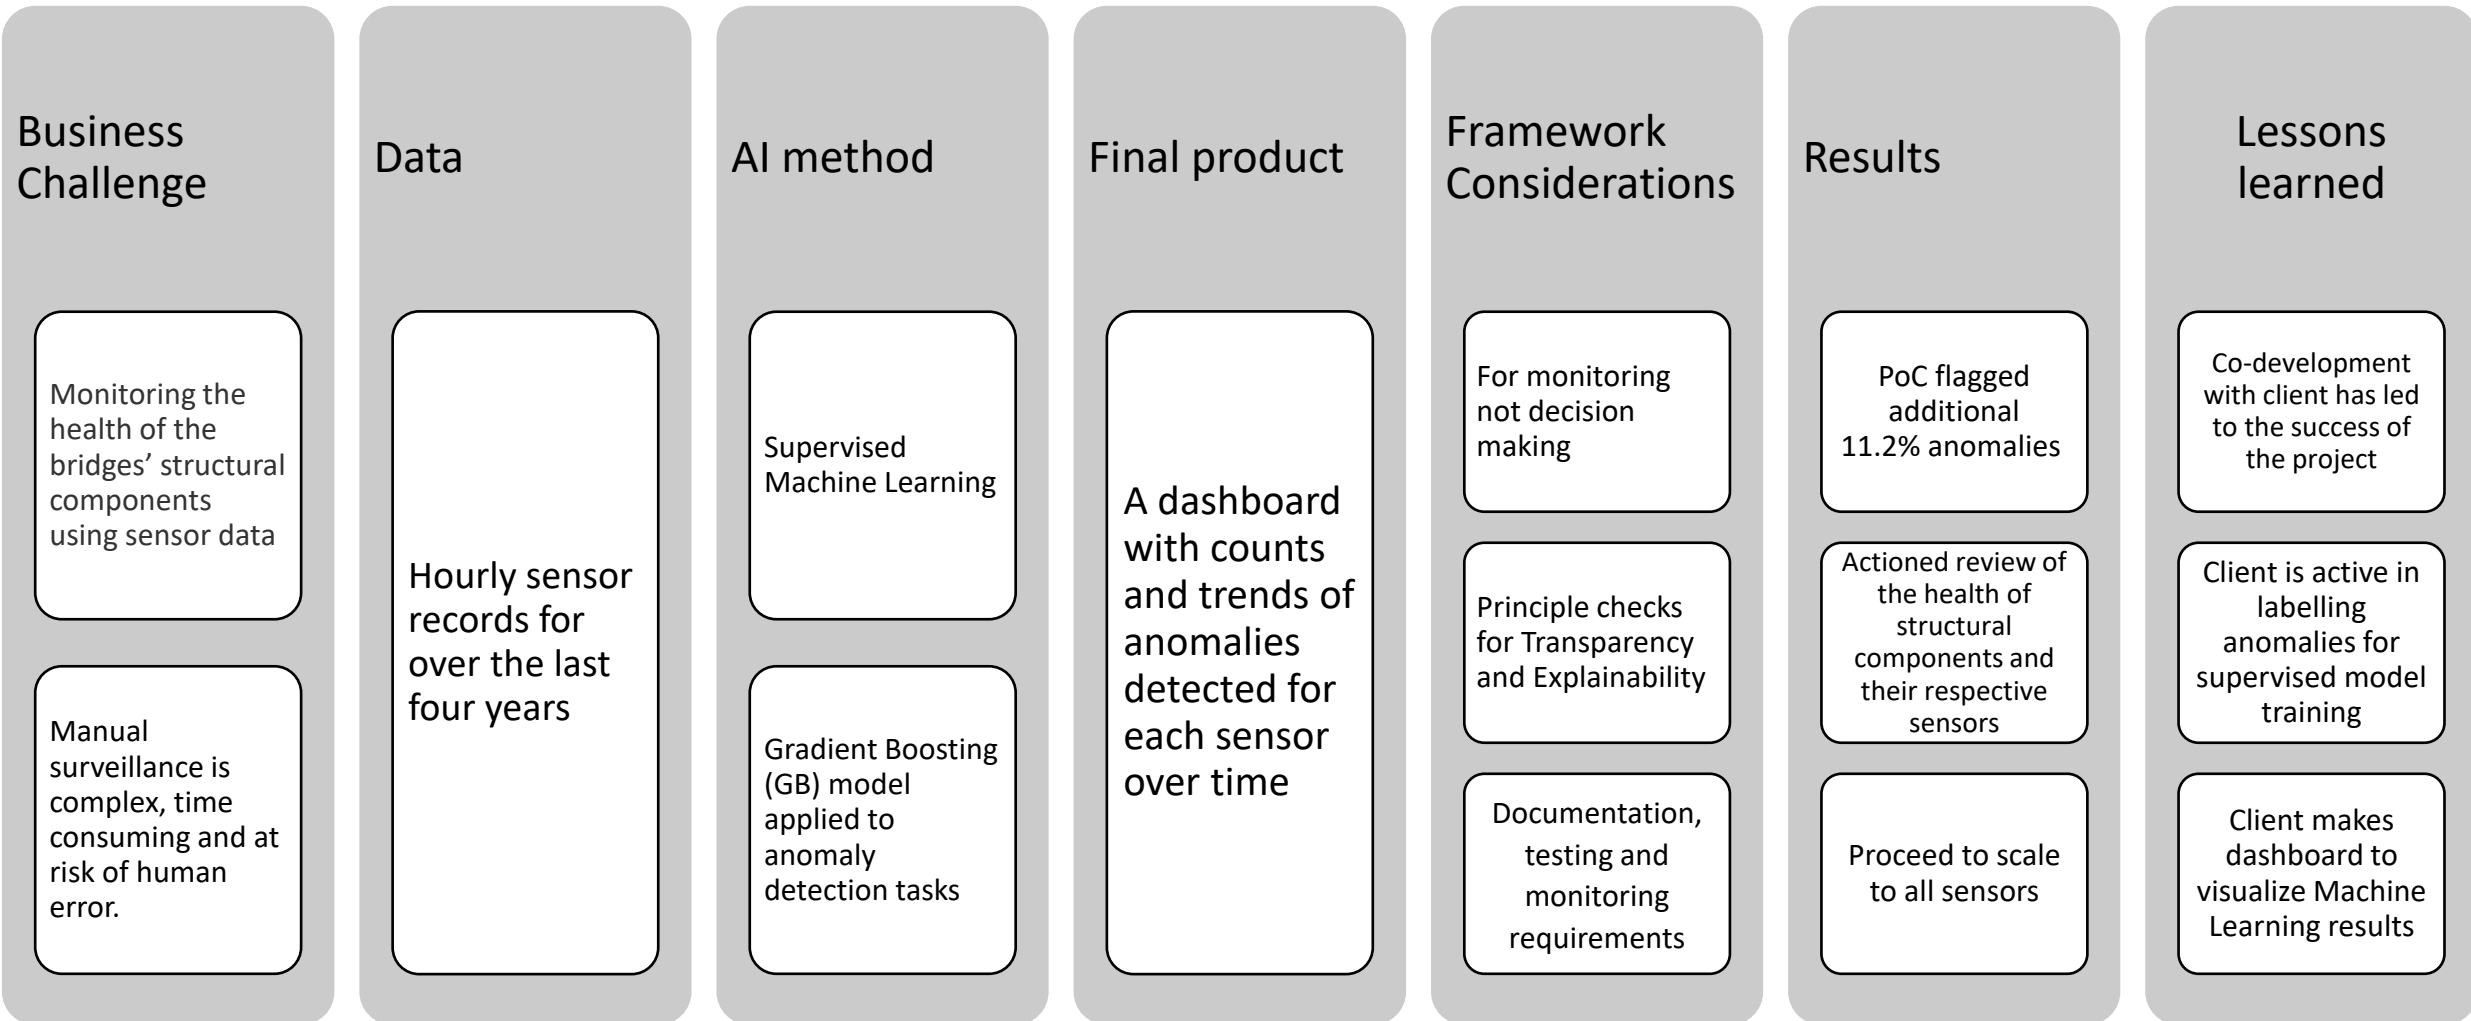 Business
Challenge
Monitoring the
health of the
bridges’ structural
components
using sensor data
Manual
surveillance is
complex, time
consuming and at
risk of human
error.
Data
Hourly sensor
records for
over the last
four years
AI method
Supervised
Machine Learning
Gradient Boosting
(GB) model
applied to
anomaly
detection tasks
Final product
A dashboard
with counts
and trends of
anomalies
detected for
each sensor
over time
Framework
Considerations
For monitoring
not decision
making
Principle checks
for Transparency
and Explainability
Documentation,
testing and
monitoring
requirements
Results
PoC flagged
additional
11.2% anomalies
Actioned review of
the health of
structural
components and
their respective
sensors
Proceed to scale
to all sensors
Lessons
learned
Co-development
with client has led
to the success of
the project
Client is active in
labelling
anomalies for
supervised model
training
Client makes
dashboard to
visualize Machine
Learning results